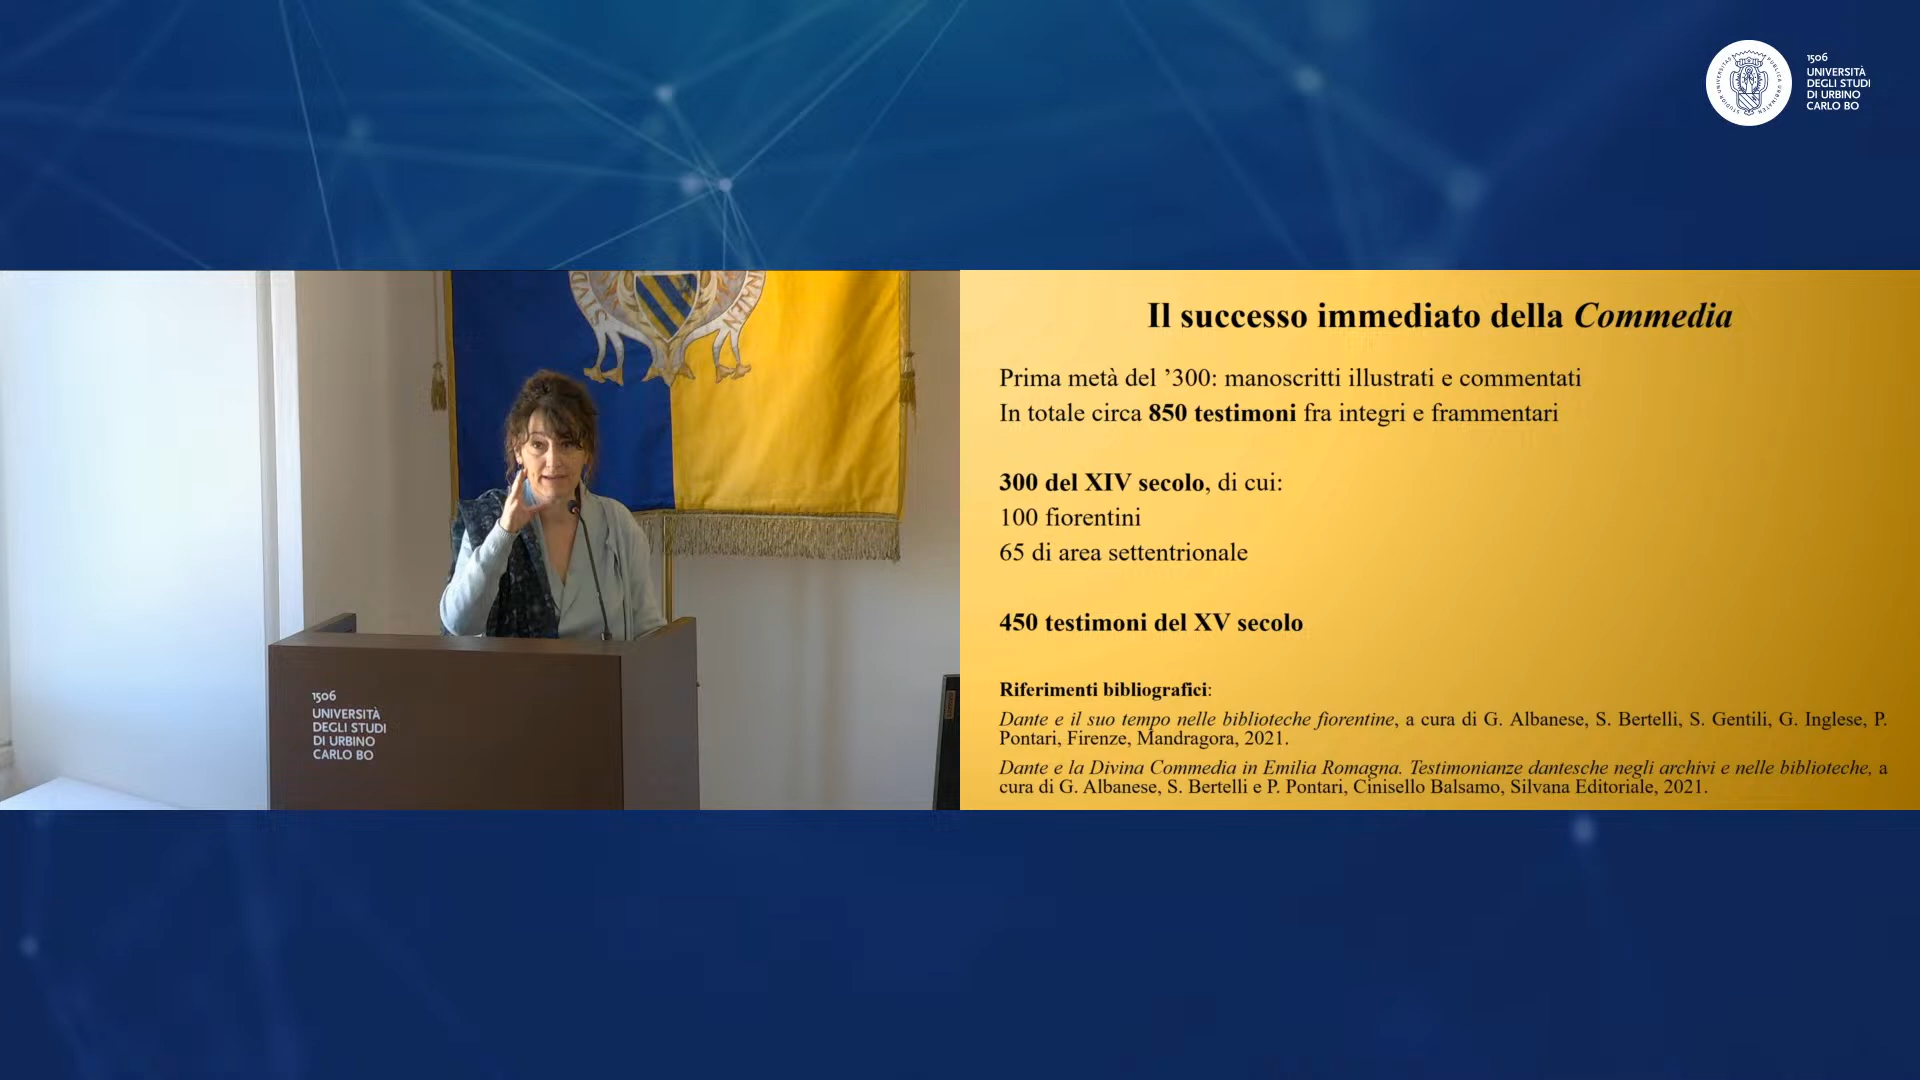 1506
UNIVERSITÀ
DEGLI STUDI
DI URBINO
CARLO BO
Il successo immediato della Commedia
Prima metà del ’300: manoscritti illustrati e commentati
In totale circa 850 testimoni fra integri e frammentari
300 del XIV secolo, di cui:
100 fiorentini
65 di area settentrionale
450 testimoni del XV secolo
Riferimenti bibliografici:
Dante e il suo tempo nelle biblioteche fiorentine, a cura di G. Albanese, S. Bertelli, S. Gentili, G. Inglese, P.
Pontari, Firenze, Mandragora, 2021.
Dante e la Divina Commedia in Emilia Romagna. Testimonianze dantesche negli archivi e nelle biblioteche, a
cura di G. Albanese, S. Bertelli e P. Pontari, Cinisello Balsamo, Silvana Editoriale, 2021.
1506
UNIVERSITÀ
DEGLI STUDI
DI URBINO
CARLO BO